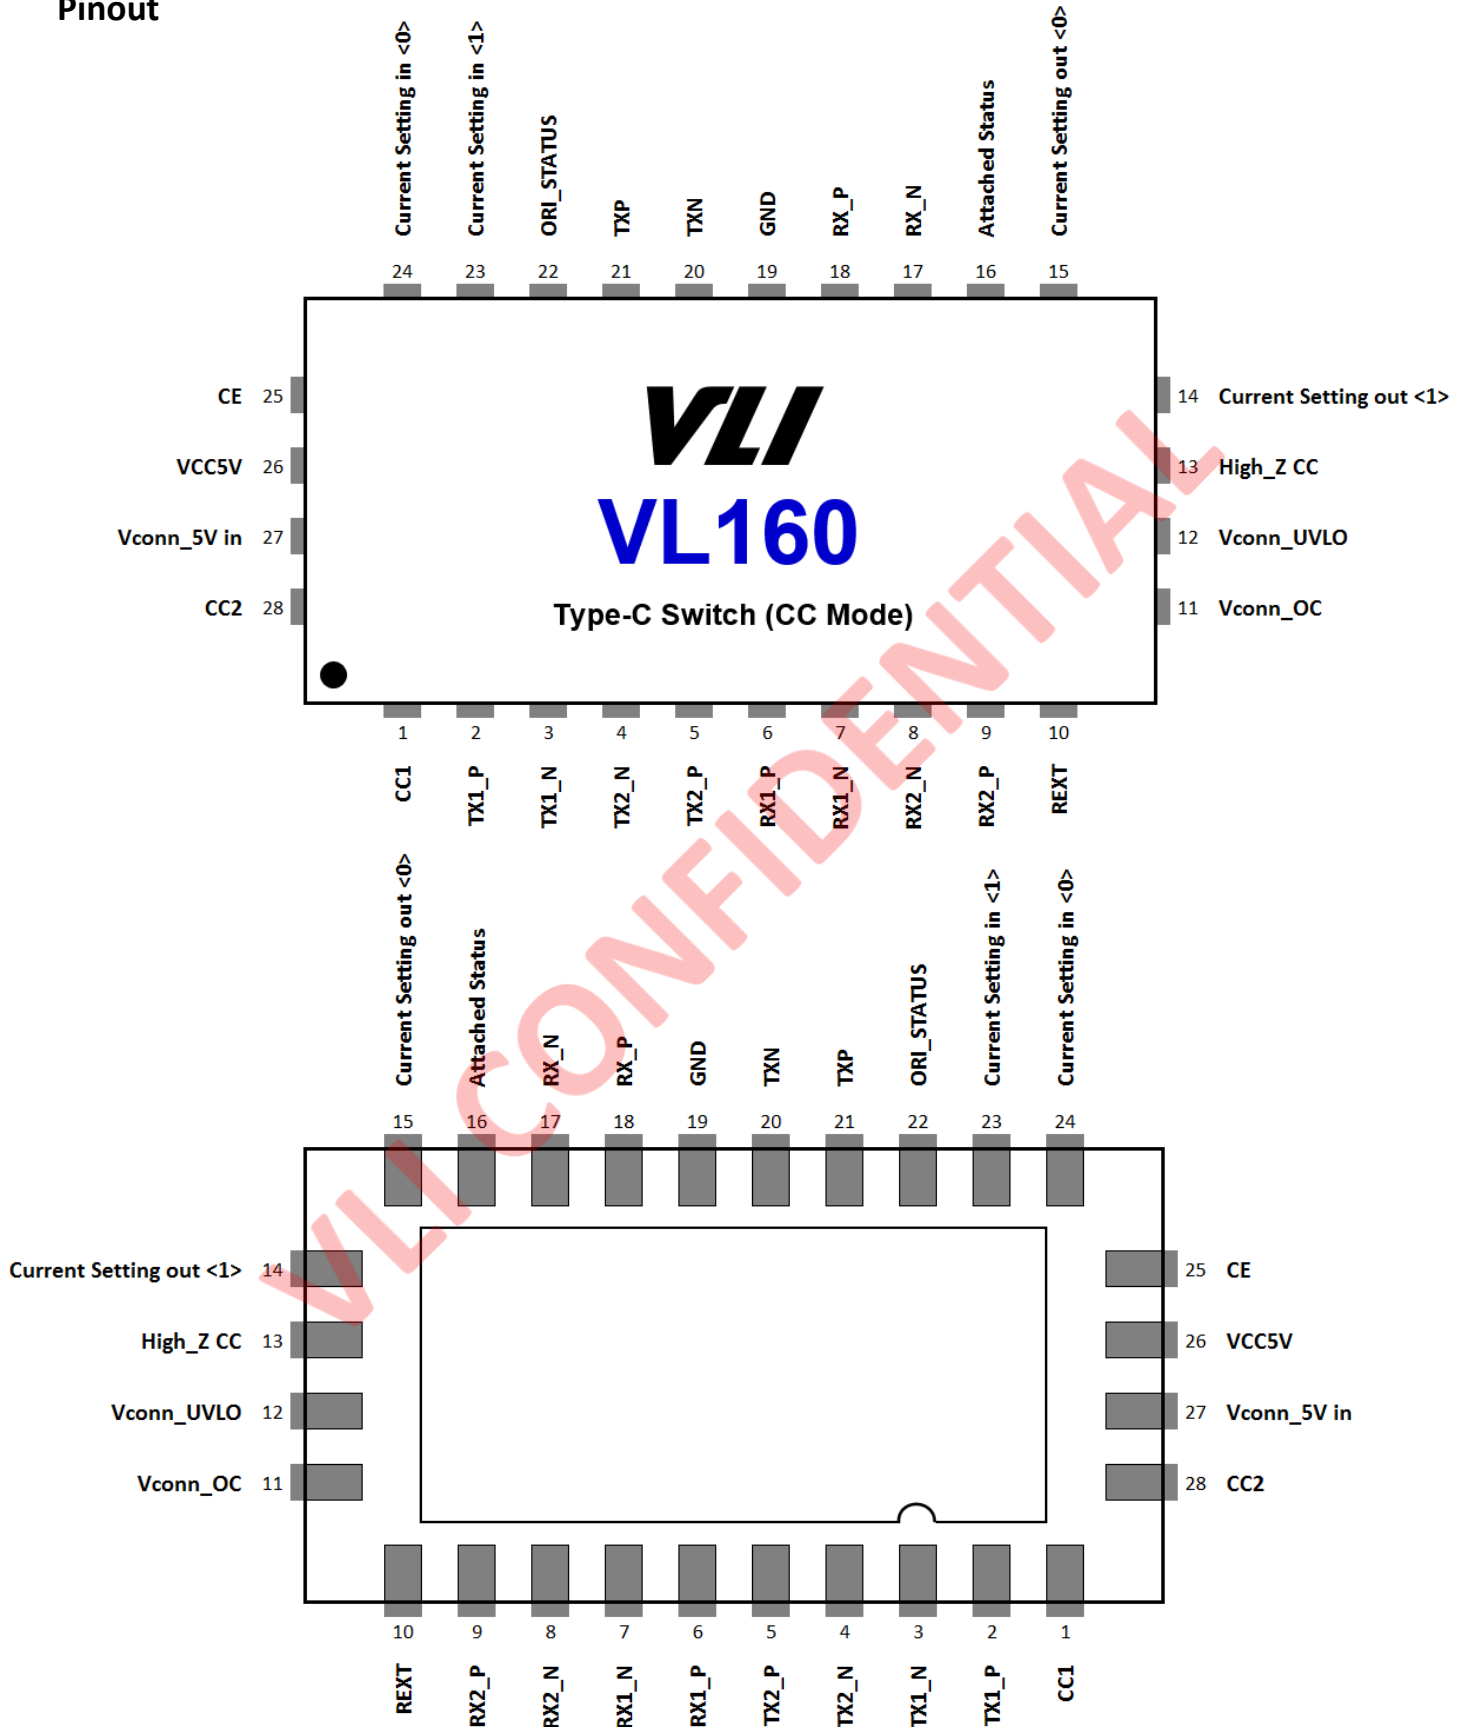 Pinout
Current Setting in <0>
Current Setting in <1>
ORI_STATUS
TXP
TXN
GND
RX_P
RX_N
Attached Status
Current Setting out <0>
24 23 22 21 20 19 18 17 16 15
CE 25
VCC5V 26
Vconn_5V in 27
CC2 28
VLI
VL160
Type-C Switch (CC Mode)
14 Current Setting out <1>
13 High_Z CC
12 Vconn_UVLO
11 Vconn_OC
1 2 3 4 5 6 7 8 9 10
CC1
TX1_P
TX1_N
TX2_N
TX2_P
RX1_P
RX1_N
RX2_N
RX2_P
REXT
VLI CONFIDENTIAL
Current Setting out <0>
Attached Status
RX_N
RX_P
GND
TXN
TXP
ORI_STATUS
Current Setting in <1>
Current Setting in <0>
15 16 17 18 19 20 21 22 23 24
Current Setting out <1> 14
High_Z CC 13
Vconn_UVLO 12
Vconn_OC 11
25 CE
26 VCC5V
27 Vconn_5V in
28 CC2
10 9 8 7 6 5 4 3 2 1
REXT
RX2_P
RX2_N
RX1_N
RX1_P
TX2_P
TX2_N
TX1_N
TX1_P
CC1